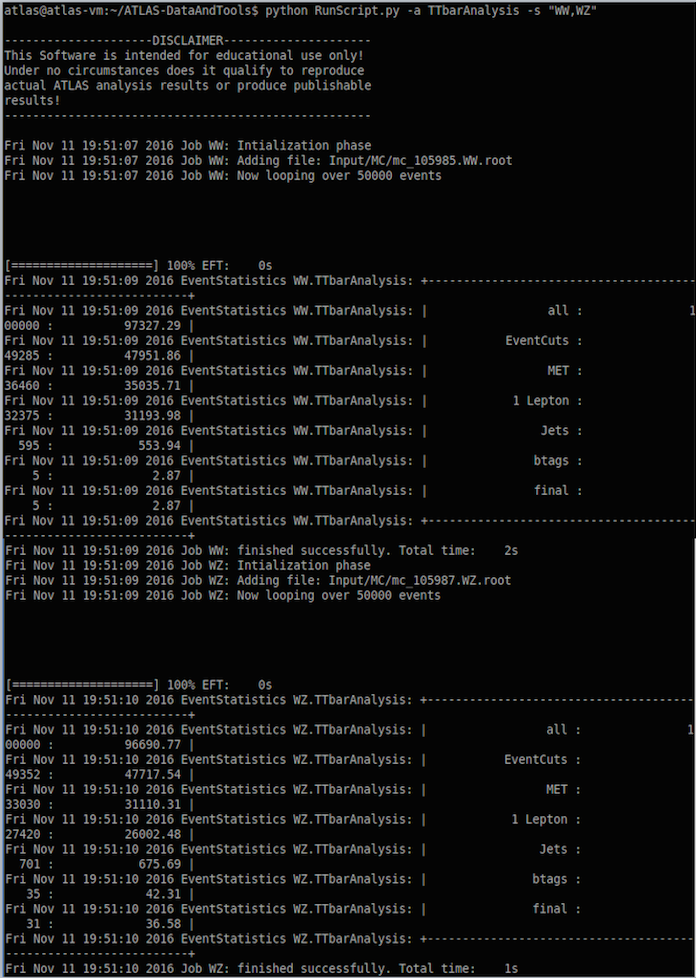 atlas@atlas-vm:~/ATLAS-DataAndTools$ python RunScript.py -a TTbarAnalysis -s "WW,WZ"
---------------------DISCLAIMER---------------------
This Software is intended for educational use only!
Under no circumstances does it qualify to reproduce
actual ATLAS analysis results or produce publishable
results!
----------------------------------------------------
Fri Nov 11 19:51:07 2016 Job WW: Intialization phase
Fri Nov 11 19:51:07 2016 Job WW: Adding file: Input/MC/mc_105985.WW.root
Fri Nov 11 19:51:07 2016 Job WW: Now looping over 50000 events
[====================] 100% EFT:    0s
Fri Nov 11 19:51:09 2016 EventStatistics WW.TTbarAnalysis: +--------------------------------------
--------------------------+
Fri Nov 11 19:51:09 2016 EventStatistics WW.TTbarAnalysis: |                 all :               1
00000 :          97327.29 |
Fri Nov 11 19:51:09 2016 EventStatistics WW.TTbarAnalysis: |           EventCuts :
49285 :          47951.86 |
Fri Nov 11 19:51:09 2016 EventStatistics WW.TTbarAnalysis: |                 MET :
36460 :          35035.71 |
Fri Nov 11 19:51:09 2016 EventStatistics WW.TTbarAnalysis: |            1 Lepton :
32375 :          31193.98 |
Fri Nov 11 19:51:09 2016 EventStatistics WW.TTbarAnalysis: |                Jets :
  595 :            553.94 |
Fri Nov 11 19:51:09 2016 EventStatistics WW.TTbarAnalysis: |               btags :
    5 :              2.87 |
Fri Nov 11 19:51:09 2016 EventStatistics WW.TTbarAnalysis: |               final :
    5 :              2.87 |
Fri Nov 11 19:51:09 2016 EventStatistics WW.TTbarAnalysis: +--------------------------------------
--------------------------+
Fri Nov 11 19:51:09 2016 Job WW: finished successfully. Total time:    2s
Fri Nov 11 19:51:09 2016 Job WZ: Intialization phase
Fri Nov 11 19:51:09 2016 Job WZ: Adding file: Input/MC/mc_105987.WZ.root
Fri Nov 11 19:51:09 2016 Job WZ: Now looping over 50000 events
[====================] 100% EFT:    0s
Fri Nov 11 19:51:10 2016 EventStatistics WZ.TTbarAnalysis: +--------------------------------------
--------------------------+
Fri Nov 11 19:51:10 2016 EventStatistics WZ.TTbarAnalysis: |                 all :               1
00000 :          96690.77 |
Fri Nov 11 19:51:10 2016 EventStatistics WZ.TTbarAnalysis: |           EventCuts :
49352 :          47717.54 |
Fri Nov 11 19:51:10 2016 EventStatistics WZ.TTbarAnalysis: |                 MET :
33030 :          31110.31 |
Fri Nov 11 19:51:10 2016 EventStatistics WZ.TTbarAnalysis: |            1 Lepton :
27420 :          26002.48 |
Fri Nov 11 19:51:10 2016 EventStatistics WZ.TTbarAnalysis: |                Jets :
  701 :            675.69 |
Fri Nov 11 19:51:10 2016 EventStatistics WZ.TTbarAnalysis: |               btags :
   35 :             42.31 |
Fri Nov 11 19:51:10 2016 EventStatistics WZ.TTbarAnalysis: |               final :
   31 :             36.58 |
Fri Nov 11 19:51:10 2016 EventStatistics WZ.TTbarAnalysis: +--------------------------------------
--------------------------+
Fri Nov 11 19:51:10 2016 Job WZ: finished successfully. Total time:    1s